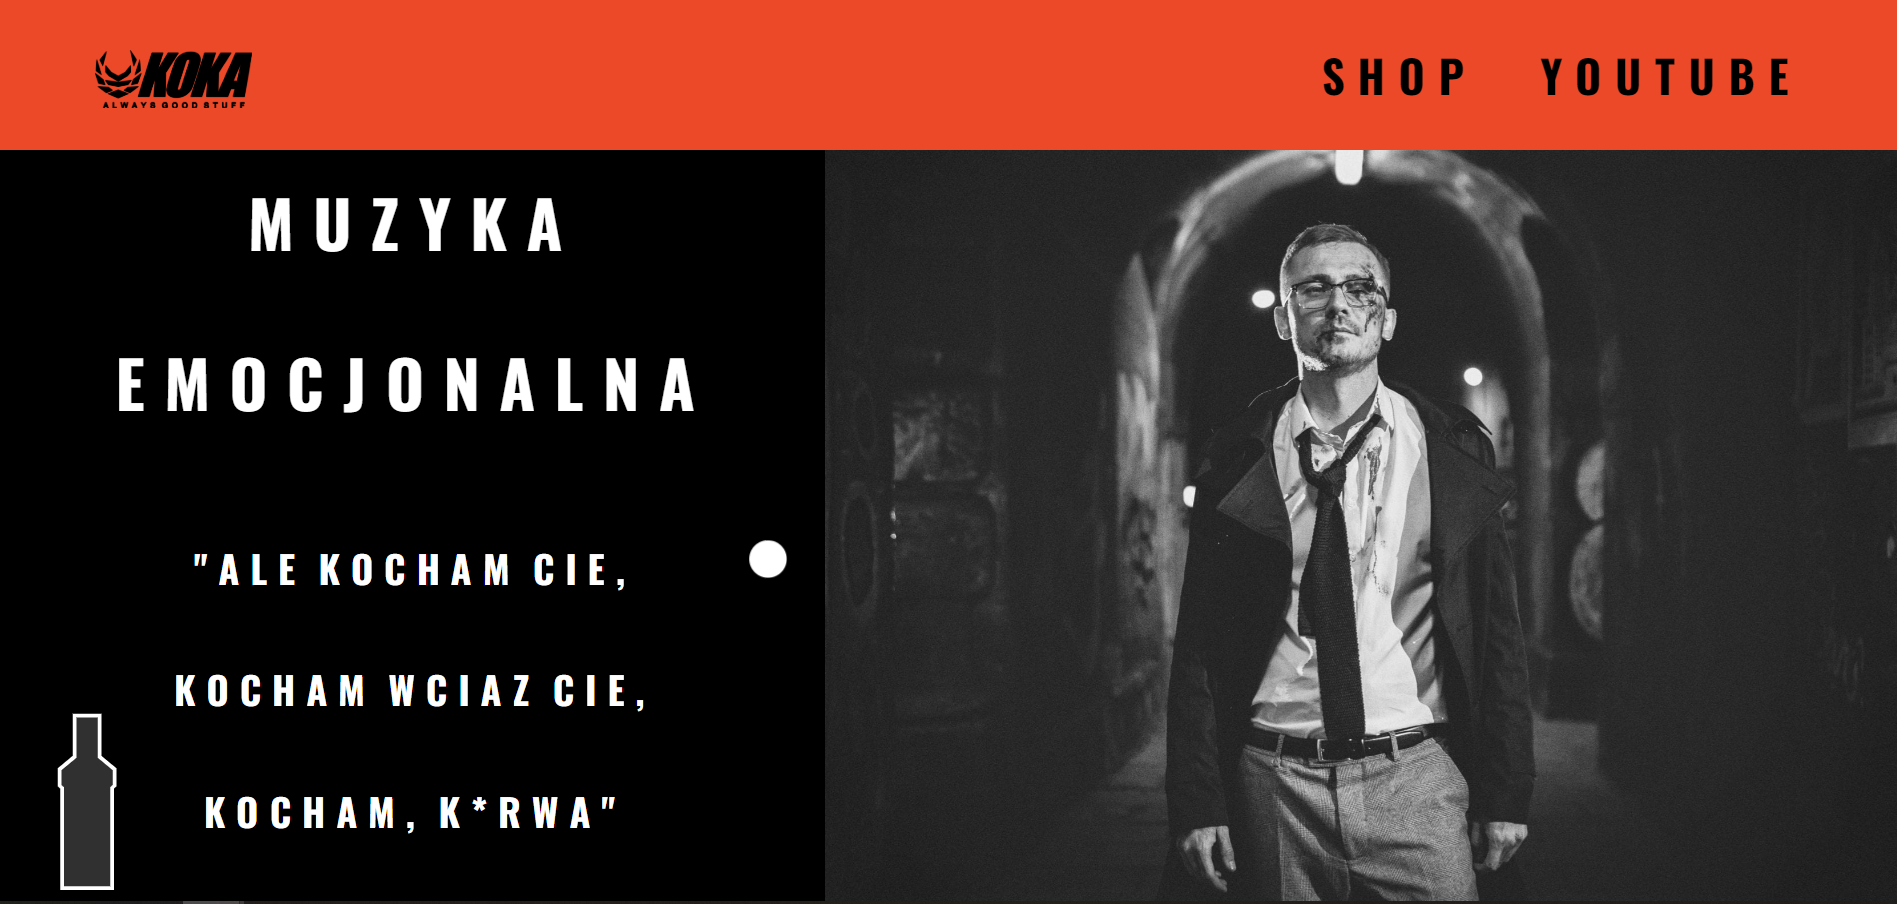 KOKA
ALWAYS GOOD STUFF
SHOP YOUTUBE
MUZYKA
EMOCJONALNA
"ALE KOCHAM CIE,
KOCHAM WCIAZ CIE,
KOCHAM, K*RWA"